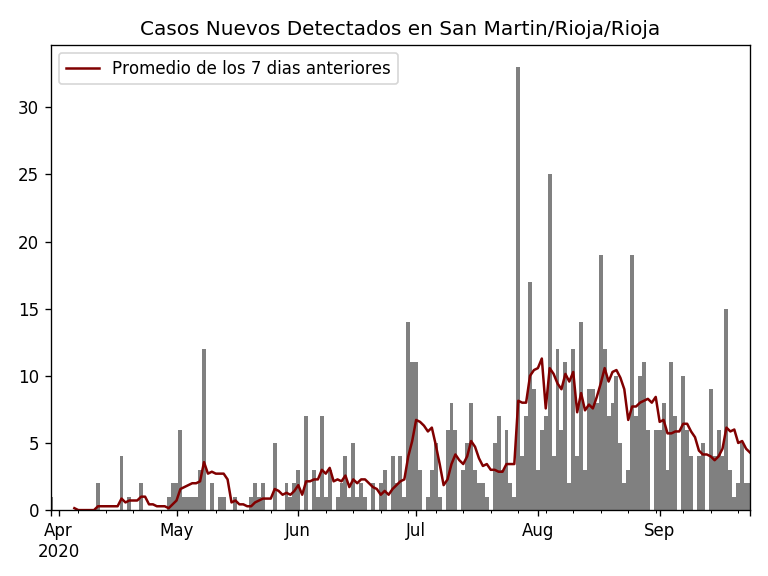 Casos Nuevos Detectados en San Martin/Rioja/Rioja
Promedio de los 7 dias anteriores
30
25
20
15
10
5
0
Apr May Jun Jul Aug Sep
2020